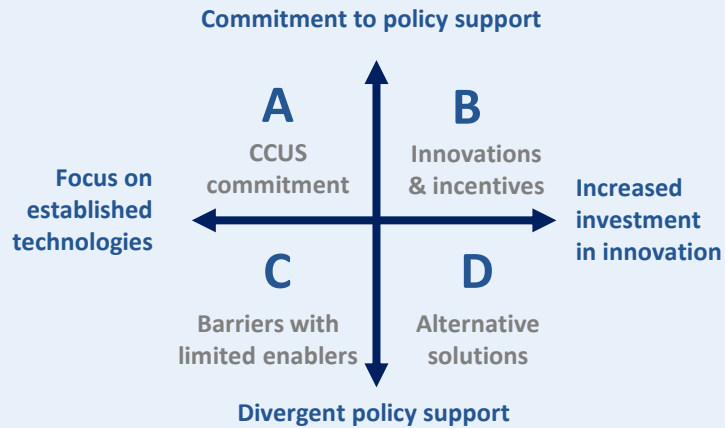 Commitment to policy support
A
B
CCUS
commitment
Innovations
& incentives
Focus on
established
technologies
Increased
investment
in innovation
C
D
Barriers with
limited enablers
Alternative
solutions
Divergent policy support